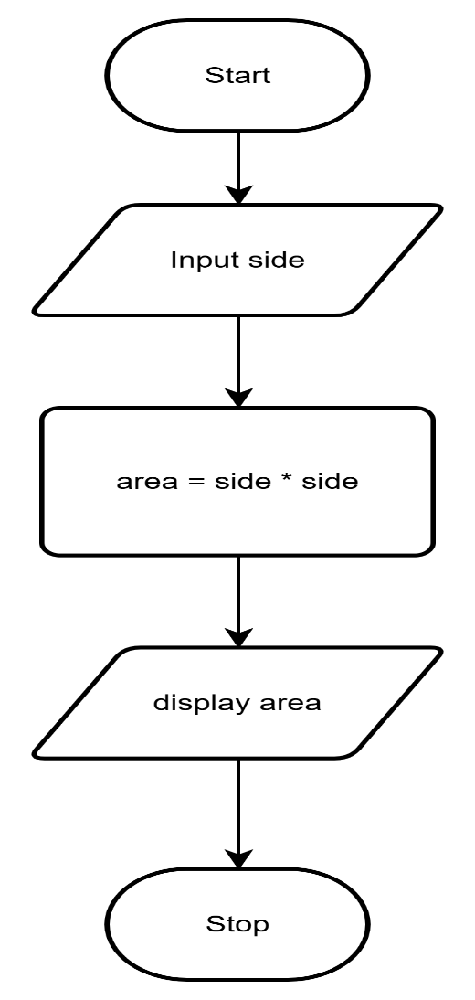 Start
Input side
area = side * side
display area
Stop